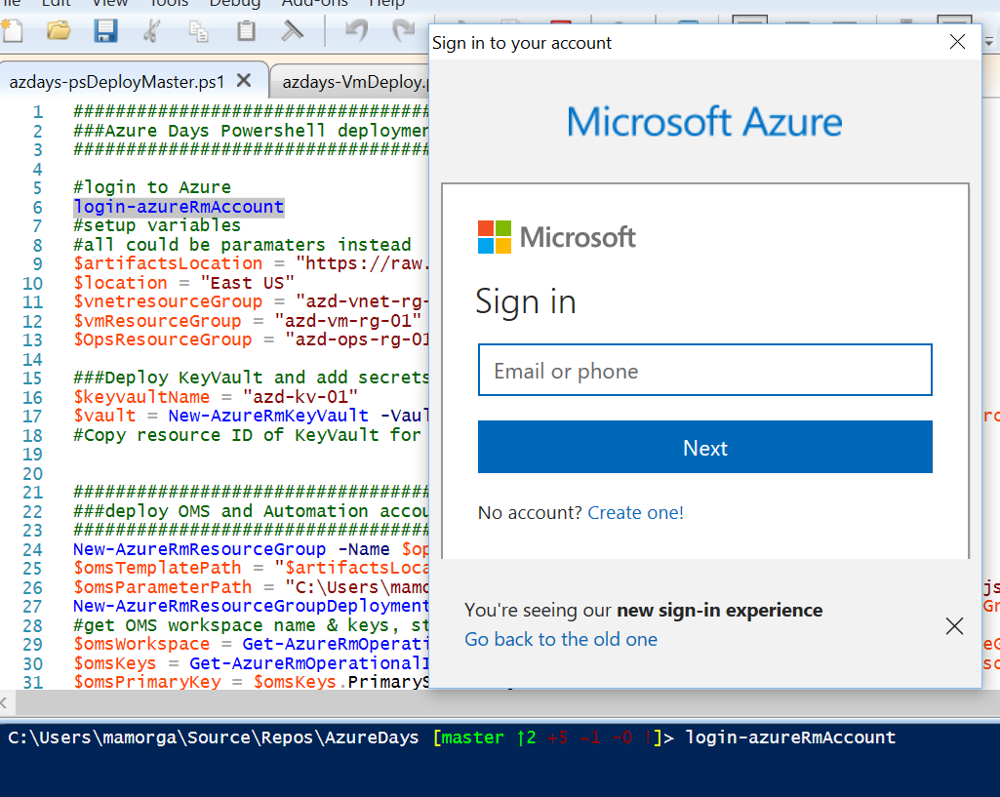 File Edit View Tools Debug Add-ons Help
azdays-psDeployMaster.ps1
azdays-VmDeploy.p
1 ##################################
2 ###Azure Days Powershell deploymen
3 ##################################
4
5 #login to Azure
6 login-azureRmAccount
7 #setup variables
8 #all could be paramaters instead
9 $artifactsLocation = "https://raw.
10 $location = "East US"
11 $vnetresourceGroup = "azd-vnet-rg-
12 $vmResourceGroup = "azd-vm-rg-01"
13 $OpsResourceGroup = "azd-ops-rg-01
14
15 ###Deploy KeyVault and add secrets
16 $keyvaultName = "azd-kv-01"
17 $vault = New-AzureRmKeyVault -Vaul
18 #Copy resource ID of KeyVault for
19
20
21 ##################################
22 ###deploy OMS and Automation accou
23 ##################################
24 New-AzureRmResourceGroup -Name $op
25 $omsTemplatePath = "$artifactsLoca
26 $omsParameterPath = "C:\Users\mamo
27 New-AzureRmResourceGroupDeployment
28 #get OMS workspace name & keys, st
29 $omsWorkspace = Get-AzureRmOperati
30 $omsKeys = Get-AzureRmOperationalI
31 $omsPrimaryKey = $omsKeys.PrimaryS
Sign in to your account
Microsoft Azure
Microsoft
Sign in
Email or phone
Next
No account? Create one!
You're seeing our new sign-in experience
Go back to the old one
C:\Users\mamorga\Source\Repos\AzureDays [master ↑2 +5 ~1 -0 !]> login-azureRmAccount